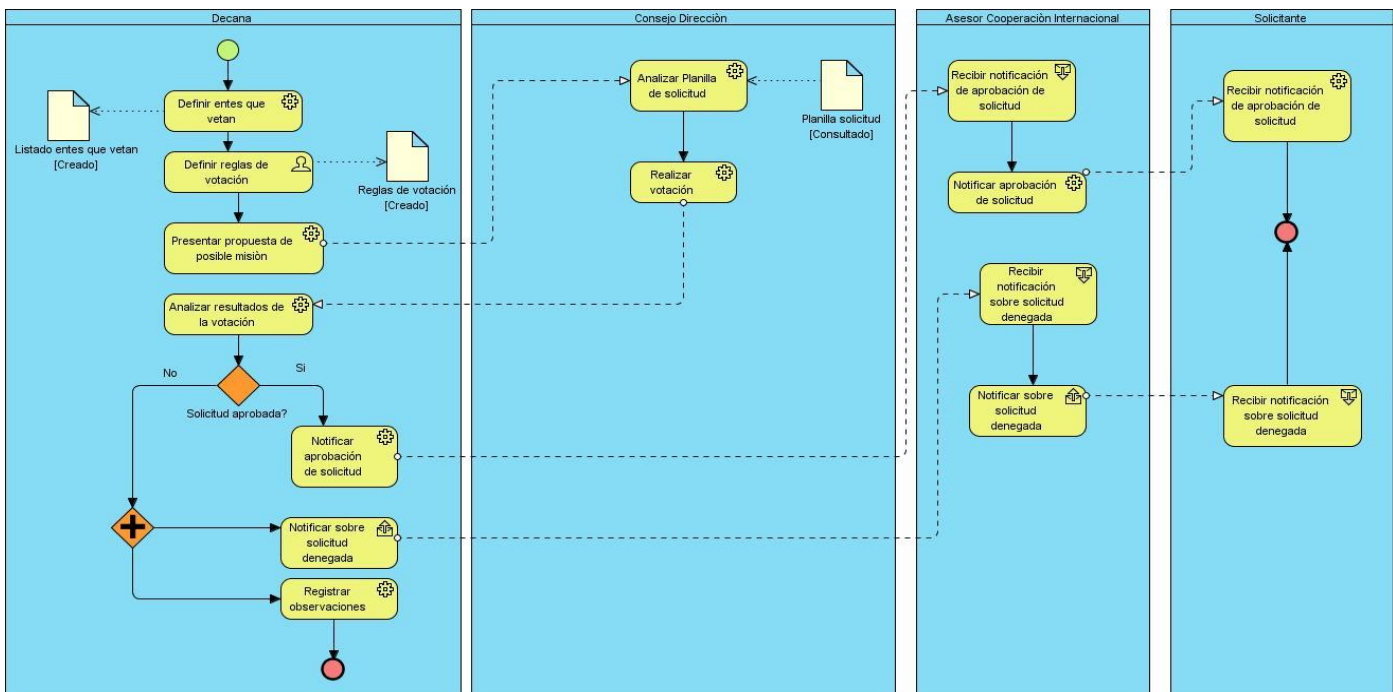 Decana
Consejo Direcciòn
Asesor Cooperaciòn Internacional
Solicitante
Definir entes que
vetan
Listado entes que vetan
[Creado]
Definir reglas de
votación
Reglas de votación
[Creado]
Presentar propuesta de
posible misiòn
Analizar resultados de
la votación
No
Si
Solicitud aprobada?
Notificar
aprobación
de solicitud
Notificar sobre
solicitud
denegada
Registrar
observaciones
Analizar Planilla
de solicitud
Planilla solicitud
[Consultado]
Realizar
votación
Recibir notificación
de aprobación de
solicitud
Notificar aprobación
de solicitud
Recibir
notificación
sobre solicitud
denegada
Notificar sobre
solicitud
denegada
Recibir notificación
de aprobación de
solicitud
Recibir notificación
sobre solicitud
denegada